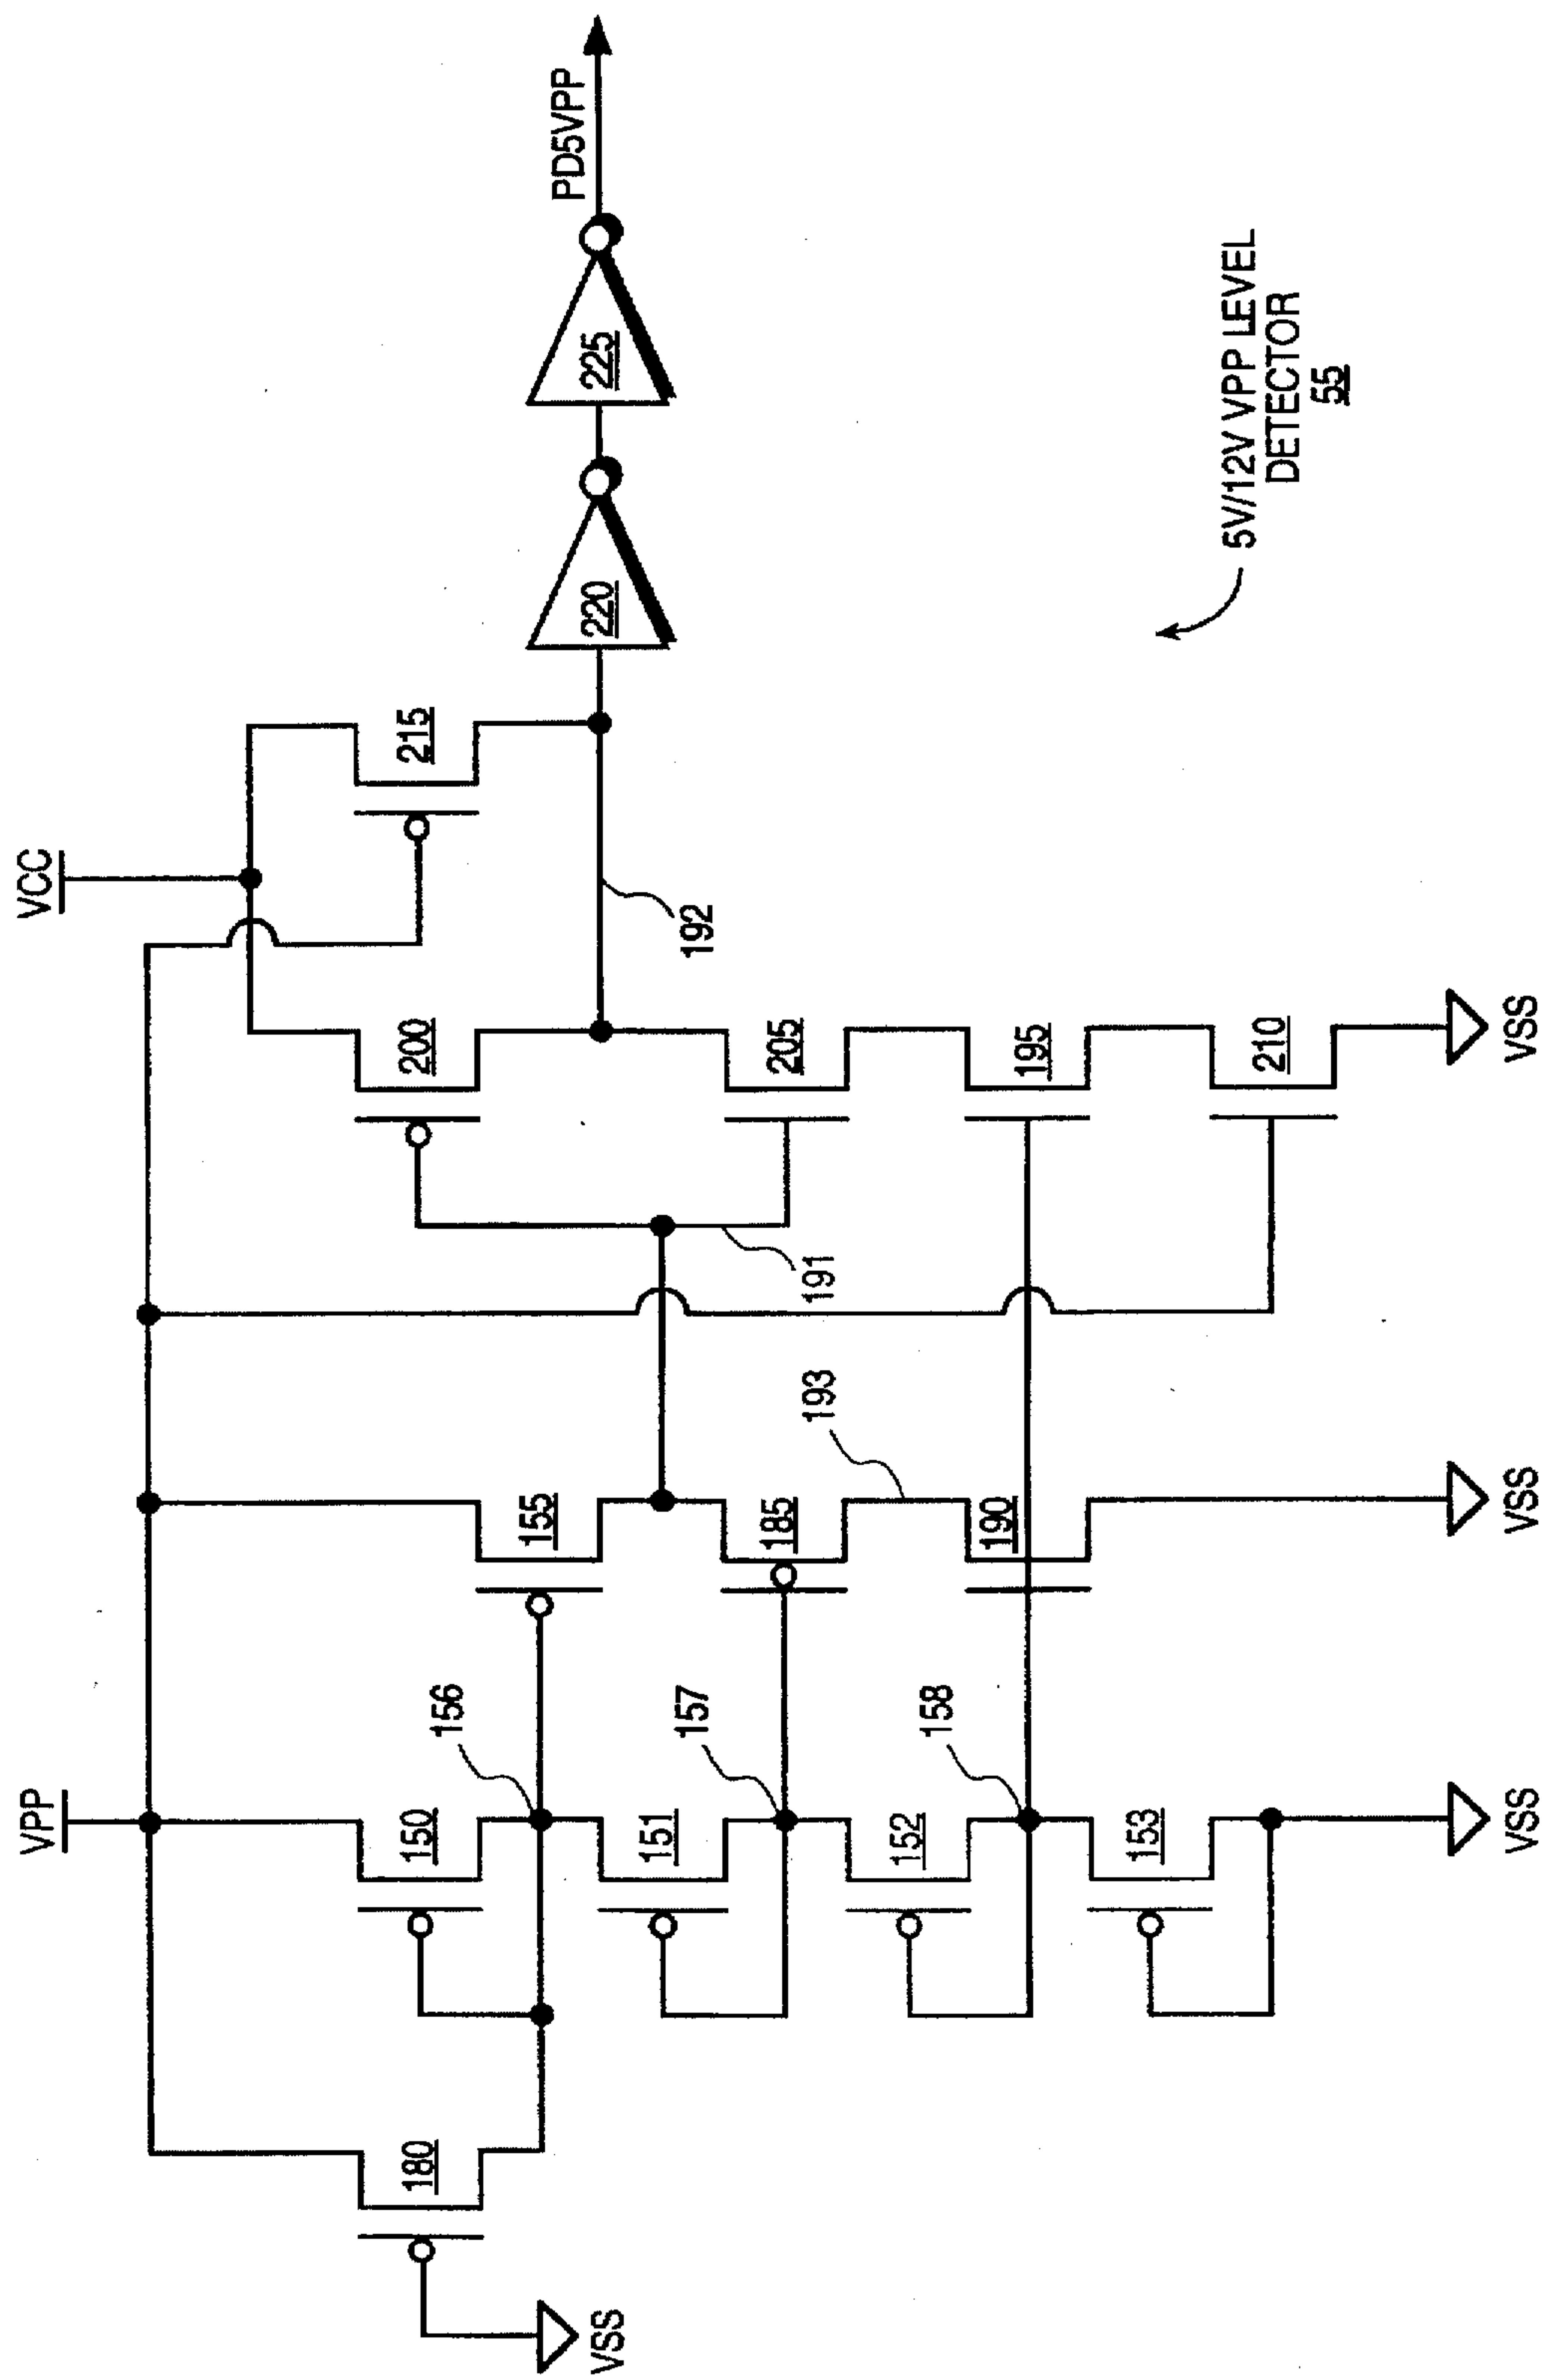 VPP
VCC
180
150
156
151
157
152
158
153
155
185
193
190
191
200
205
195
210
192
215
220
225
PD5VPP
VSS
VSS
VSS
VSS
5V/12V VPP LEVEL
DETECTOR
55